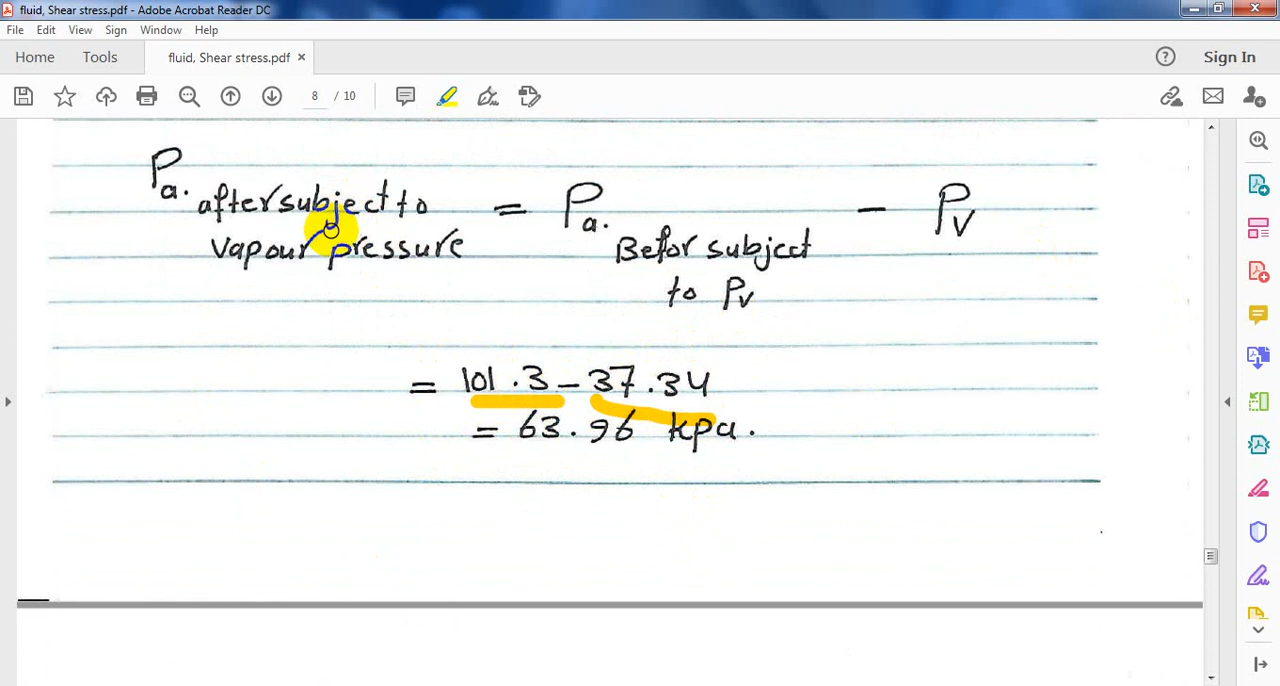 fluid, Shear stress.pdf - Adobe Acrobat Reader DC
File Edit View Sign Window Help
Home Tools fluid, Shear stress.pdf × Sign In
8 / 10
Pa. after subject to vapour pressure = Pa. Befor subject to Pv - Pv
= 101.3 - 37.34
= 63.96 kpa.